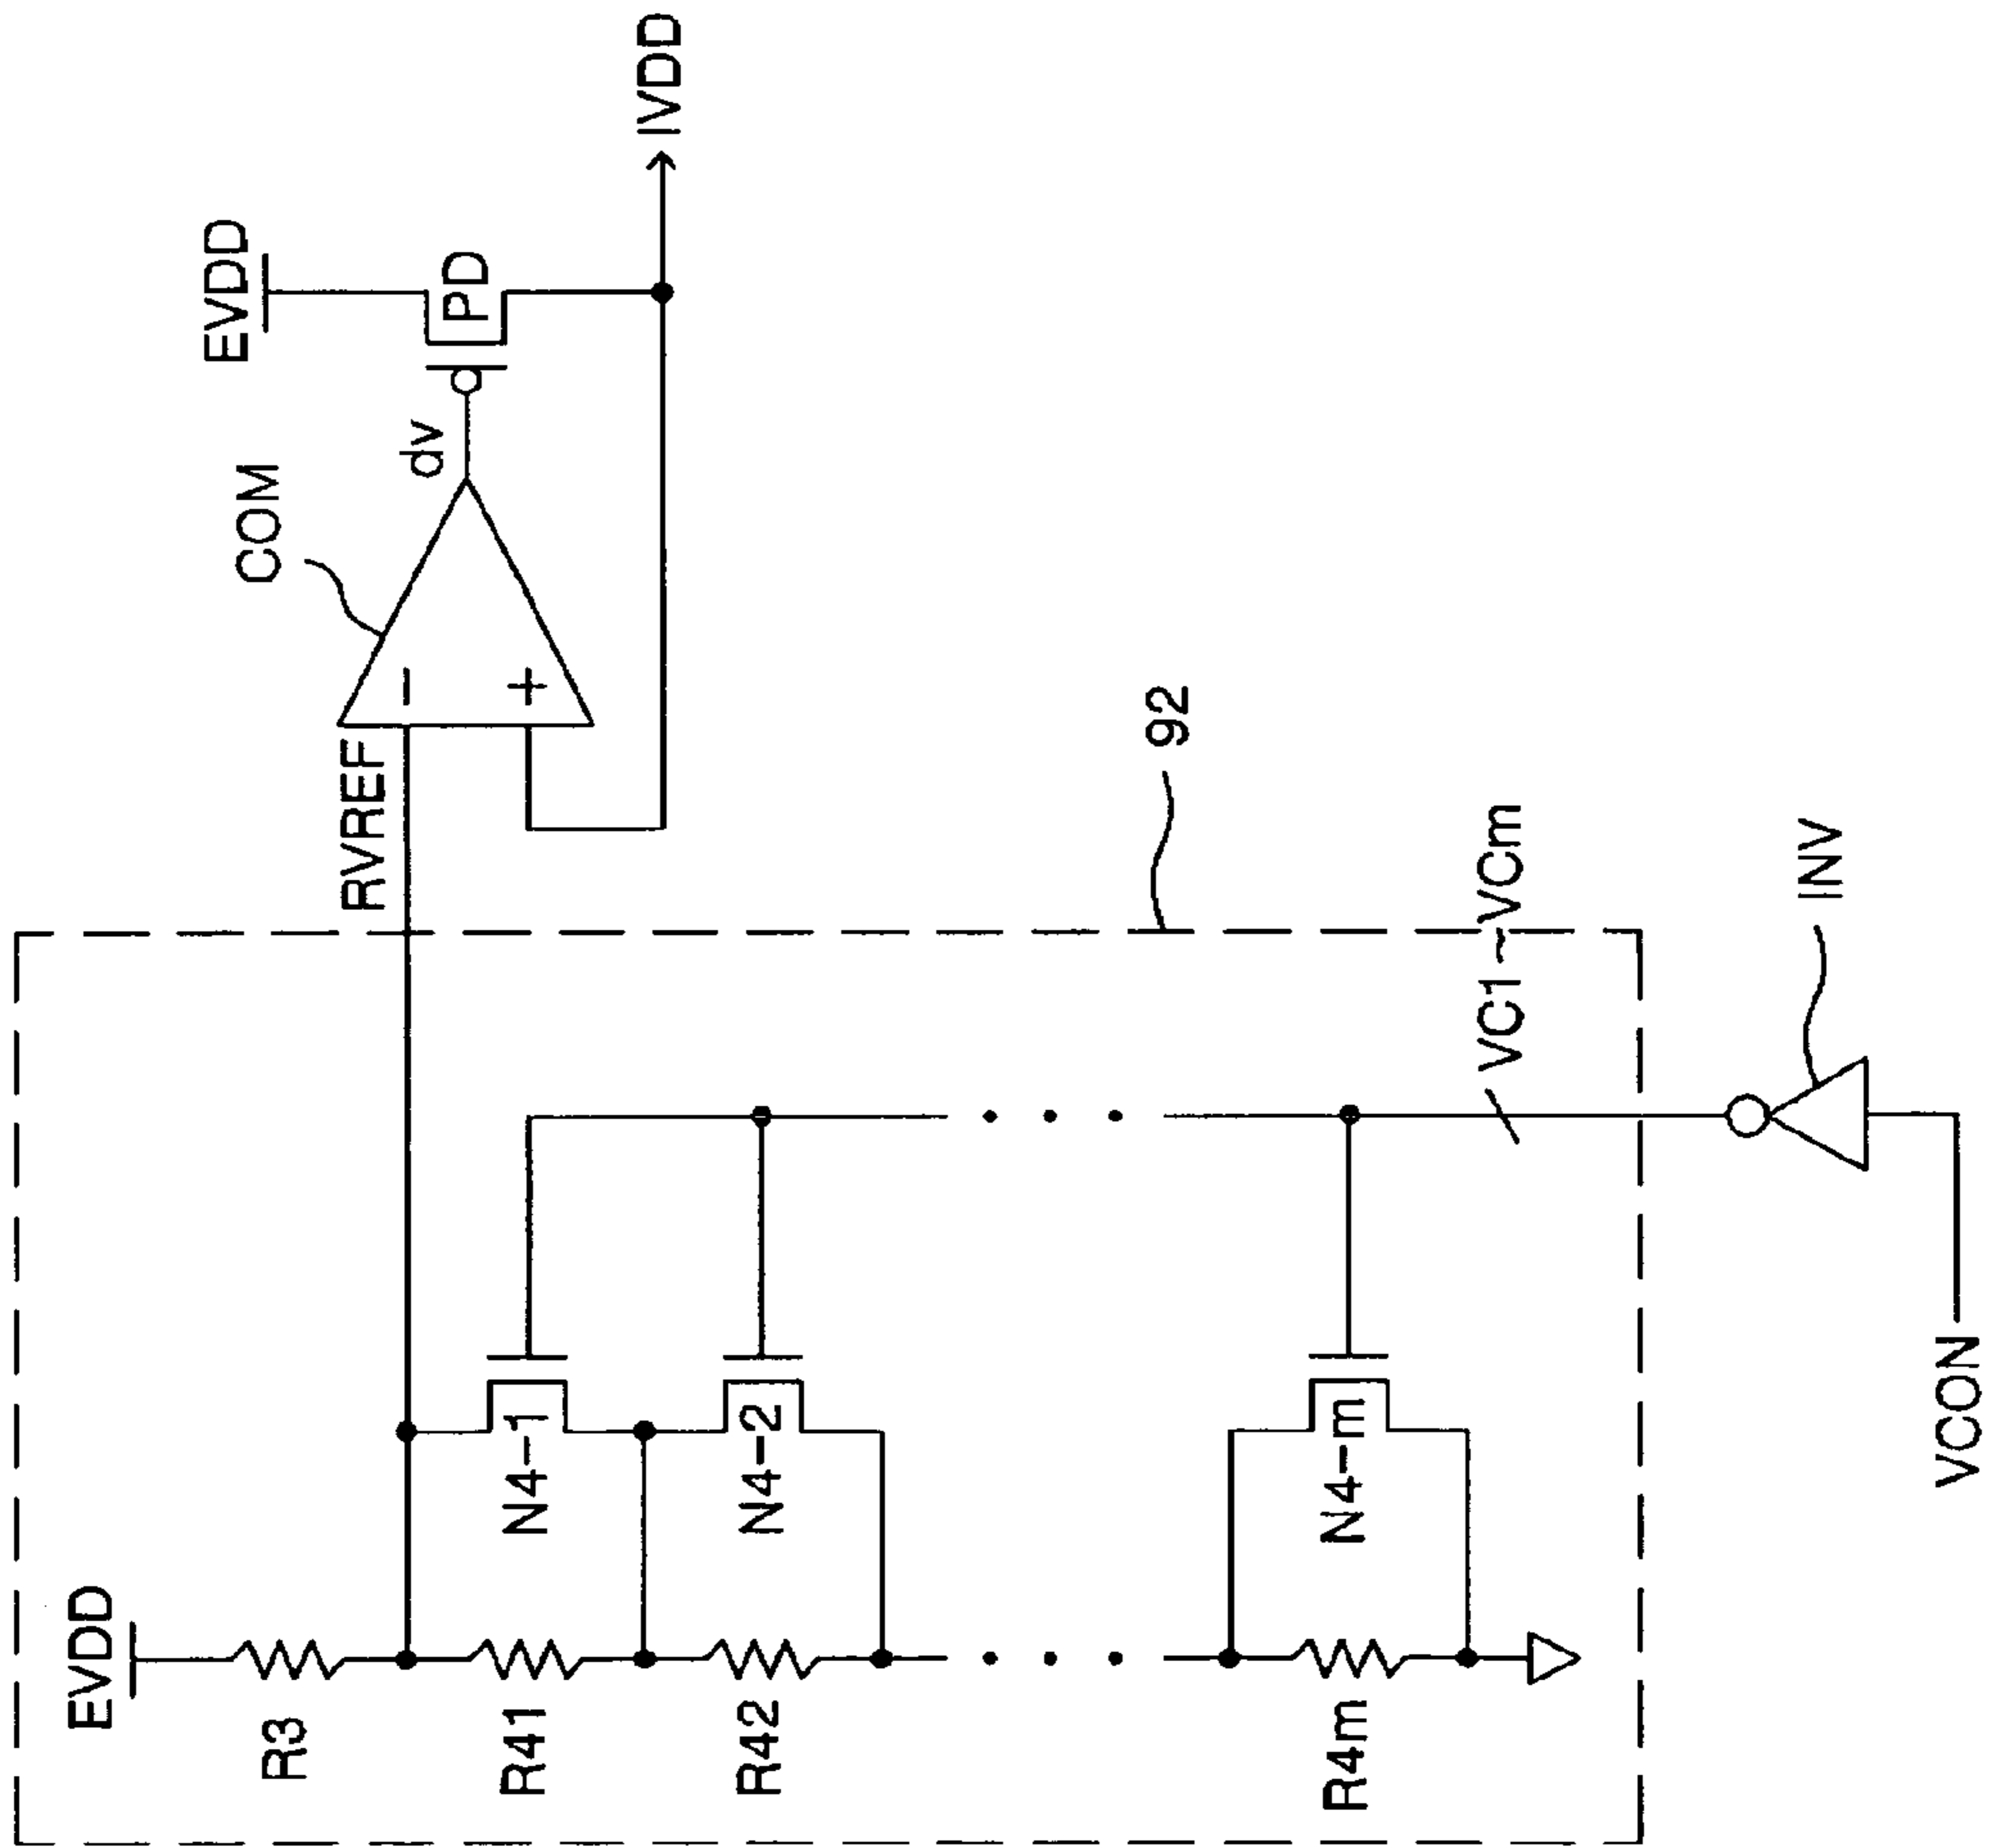 EVDD
R3
R41
R42
R4m
N4-1
N4-2
N4-m
VC1~VCm
VCON
INV
92
RVREF
−
+
COM
dv
EVDD
PD
IVDD